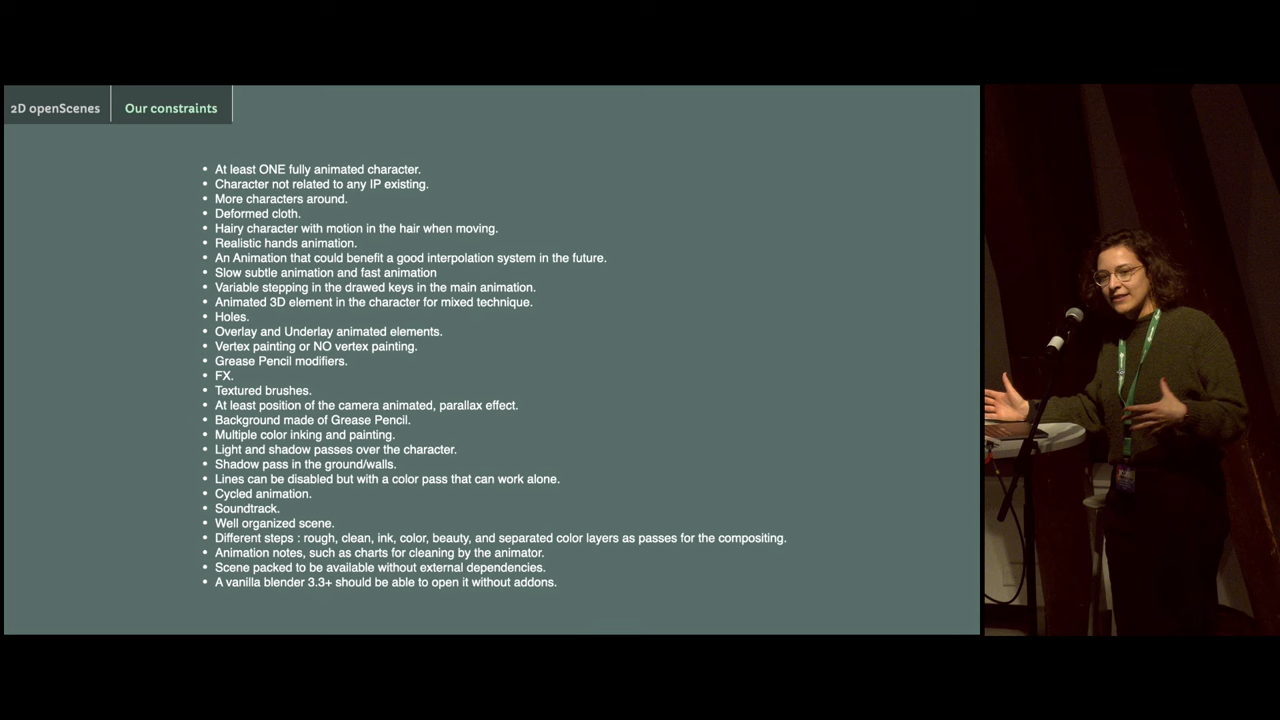 2D openScenes
Our constraints
• At least ONE fully animated character.
• Character not related to any IP existing.
• More characters around.
• Deformed cloth.
• Hairy character with motion in the hair when moving.
• Realistic hands animation.
• An Animation that could benefit a good interpolation system in the future.
• Slow subtle animation and fast animation
• Variable stepping in the drawed keys in the main animation.
• Animated 3D element in the character for mixed technique.
• Holes.
• Overlay and Underlay animated elements.
• Vertex painting or NO vertex painting.
• Grease Pencil modifiers.
• FX.
• Textured brushes.
• At least position of the camera animated, parallax effect.
• Background made of Grease Pencil.
• Multiple color inking and painting.
• Light and shadow passes over the character.
• Shadow pass in the ground/walls.
• Lines can be disabled but with a color pass that can work alone.
• Cycled animation.
• Soundtrack.
• Well organized scene.
• Different steps : rough, clean, ink, color, beauty, and separated color layers as passes for the compositing.
• Animation notes, such as charts for cleaning by the animator.
• Scene packed to be available without external dependencies.
• A vanilla blender 3.3+ should be able to open it without addons.